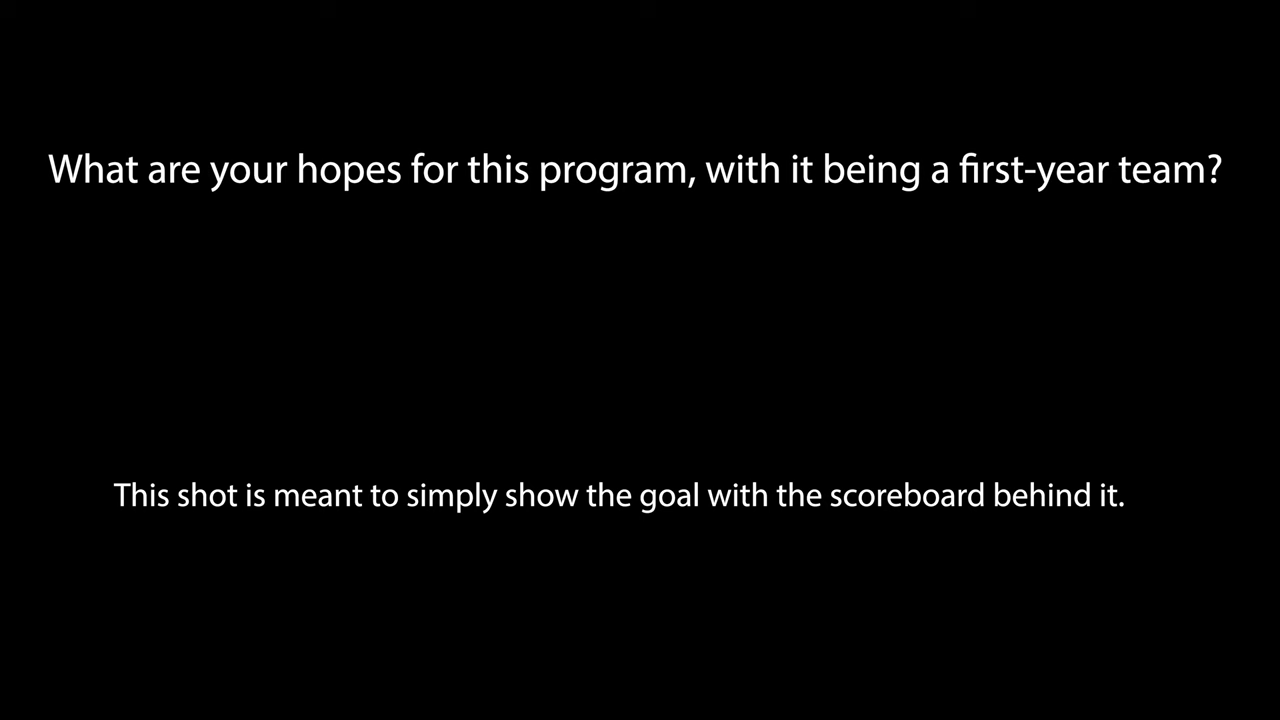 What are your hopes for this program, with it being a first-year team?
This shot is meant to simply show the goal with the scoreboard behind it.